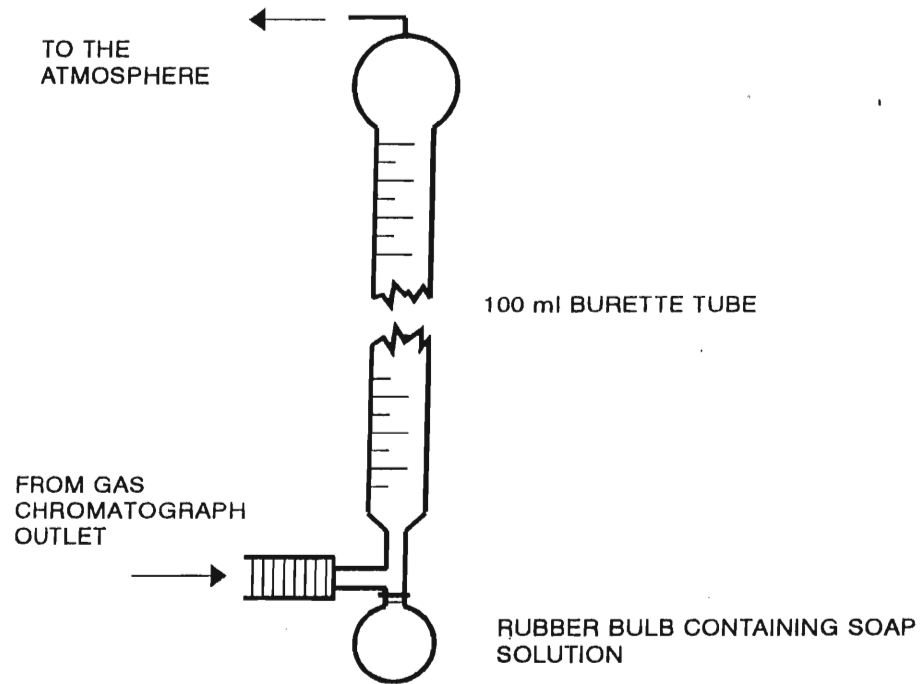 TO THE
ATMOSPHERE
100 ml BURETTE TUBE
FROM GAS
CHROMATOGRAPH
OUTLET
RUBBER BULB CONTAINING SOAP
SOLUTION